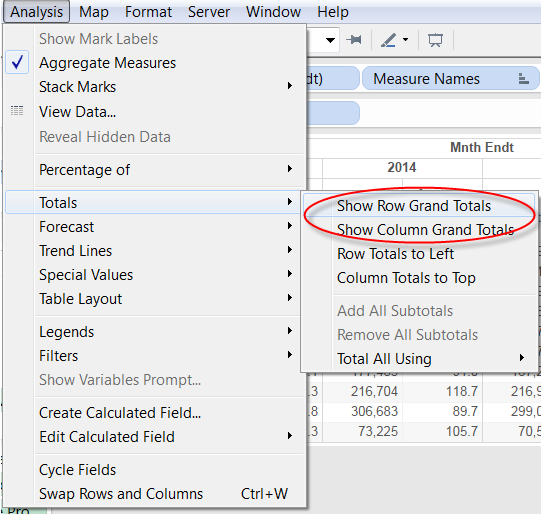 Analysis Map Format Server Window Help
Show Mark Labels
Aggregate Measures
Stack Marks
View Data...
Reveal Hidden Data
Percentage of
Totals
Forecast
Trend Lines
Special Values
Table Layout
Legends
Filters
Show Variables Prompt...
Create Calculated Field...
Edit Calculated Field
Cycle Fields
Swap Rows and Columns Ctrl+W
dt) Measure Names
Mnth Endt
2014
Show Row Grand Totals
Show Column Grand Totals
Row Totals to Left
Column Totals to Top
Add All Subtotals
Remove All Subtotals
Total All Using
.3 216,704 118.7 216,9
.8 306,683 89.7 299,0
.3 73,225 105.7 70,5
Pro